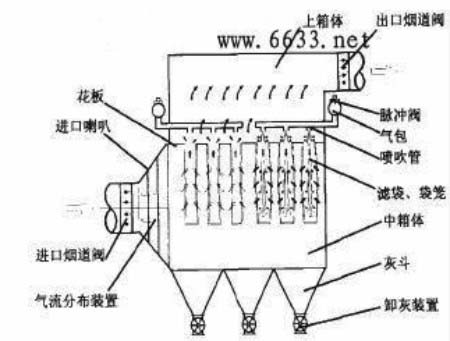 上箱体
出口烟道阀
www.6633.net
花板
进口喇叭
脉冲阀
气包
喷吹管
滤袋、袋笼
中箱体
进口烟道阀
灰斗
气流分布装置
卸灰装置